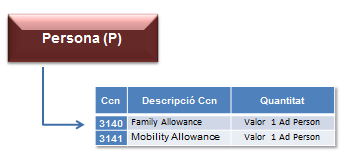 Persona (P)
Ccn Descripció Ccn Quantitat
3140 Family Allowance Valor 1 Ad Person
3141 Mobility Allowance Valor 1 Ad Person